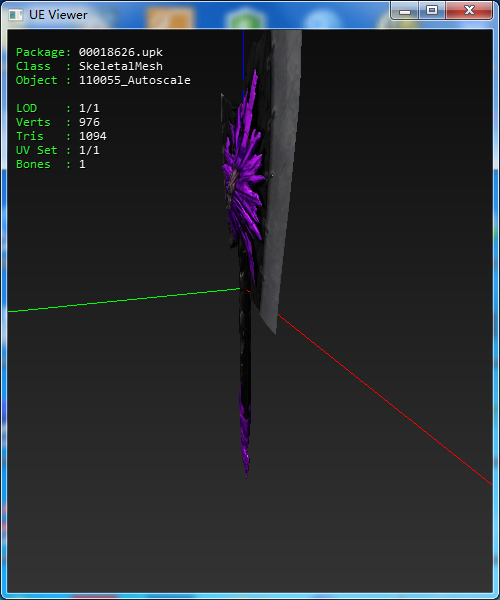 UE Viewer
Package: 00018626.upk
Class  : SkeletalMesh
Object : 110055_Autoscale
LOD    : 1/1
Verts  : 976
Tris   : 1094
UV Set : 1/1
Bones  : 1